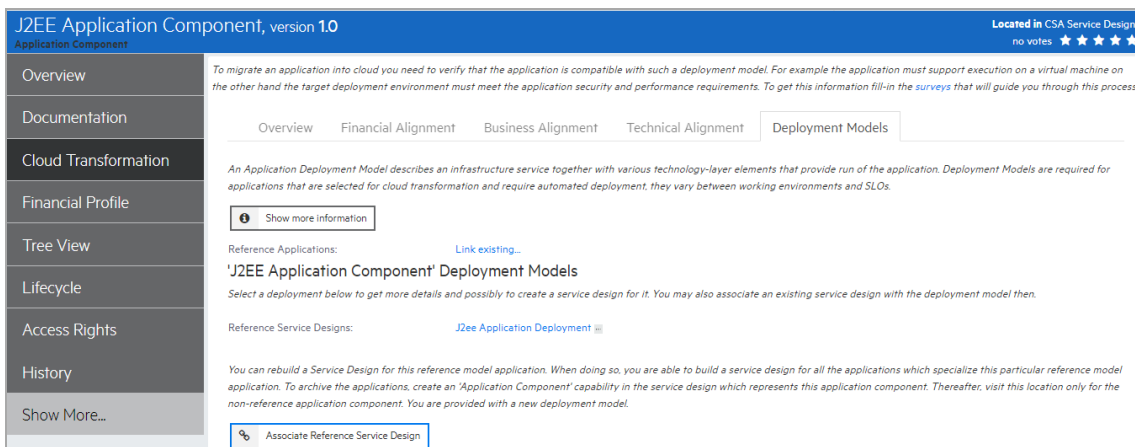 J2EE Application Component, version 1.0
Application Component
Located in CSA Service Design
no votes
Overview
Documentation
Cloud Transformation
Financial Profile
Tree View
Lifecycle
Access Rights
History
Show More...
To migrate an application into cloud you need to verify that the application is compatible with such a deployment model. For example the application must support execution on a virtual machine on
the other hand the target deployment environment must meet the application security and performance requirements. To get this information fill-in the surveys that will guide you through this process
Overview Financial Alignment Business Alignment Technical Alignment Deployment Models
An Application Deployment Model describes an infrastructure service together with various technology-layer elements that provide run of the application. Deployment Models are required for
applications that are selected for cloud transformation and require automated deployment, they vary between working environments and SLOs.
Show more information
Reference Applications: Link existing...
'J2EE Application Component' Deployment Models
Select a deployment below to get more details and possibly to create a service design for it. You may also associate an existing service design with the deployment model then.
Reference Service Designs: J2ee Application Deployment ...
You can rebuild a Service Design for this reference model application. When doing so, you are able to build a service design for all the applications which specialize this particular reference model
application. To archive the applications, create an 'Application Component' capability in the service design which represents this application component. Thereafter, visit this location only for the
non-reference application component. You are provided with a new deployment model.
Associate Reference Service Design